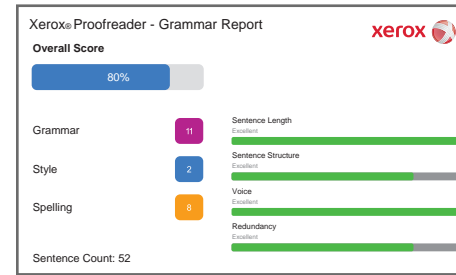 Xerox® Proofreader - Grammar Report
xerox
Overall Score
80%
Grammar
11
Style
2
Spelling
8
Sentence Count: 52
Sentence Length
Excellent
Sentence Structure
Excellent
Voice
Excellent
Redundancy
Excellent